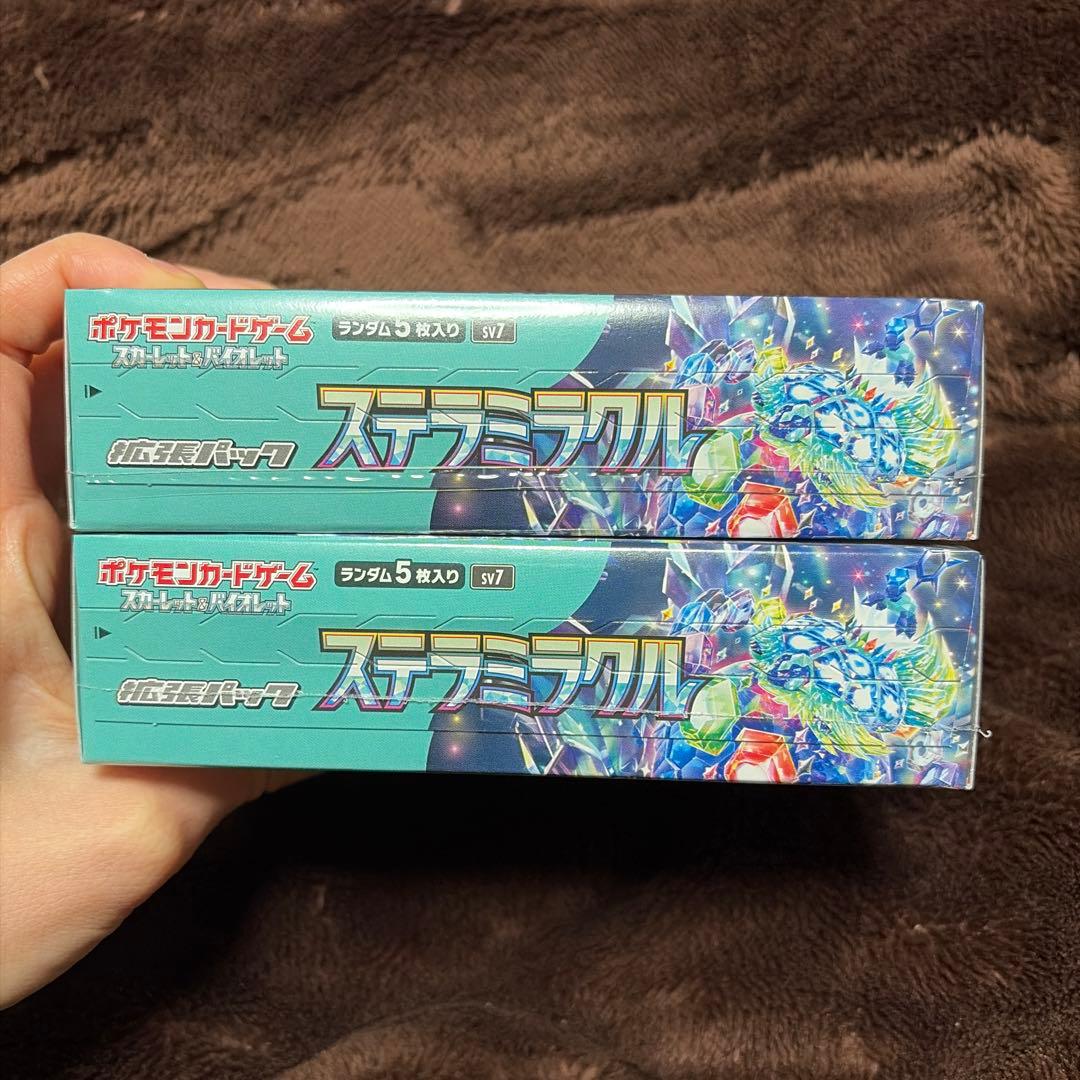 ポケモンカードゲーム
スカーレット&バイオレット
ランダム5枚入り
SV7
拡張パック
ステラミラクル
ポケモンカードゲーム
スカーレット&バイオレット
ランダム5枚入り
SV7
拡張パック
ステラミラクル